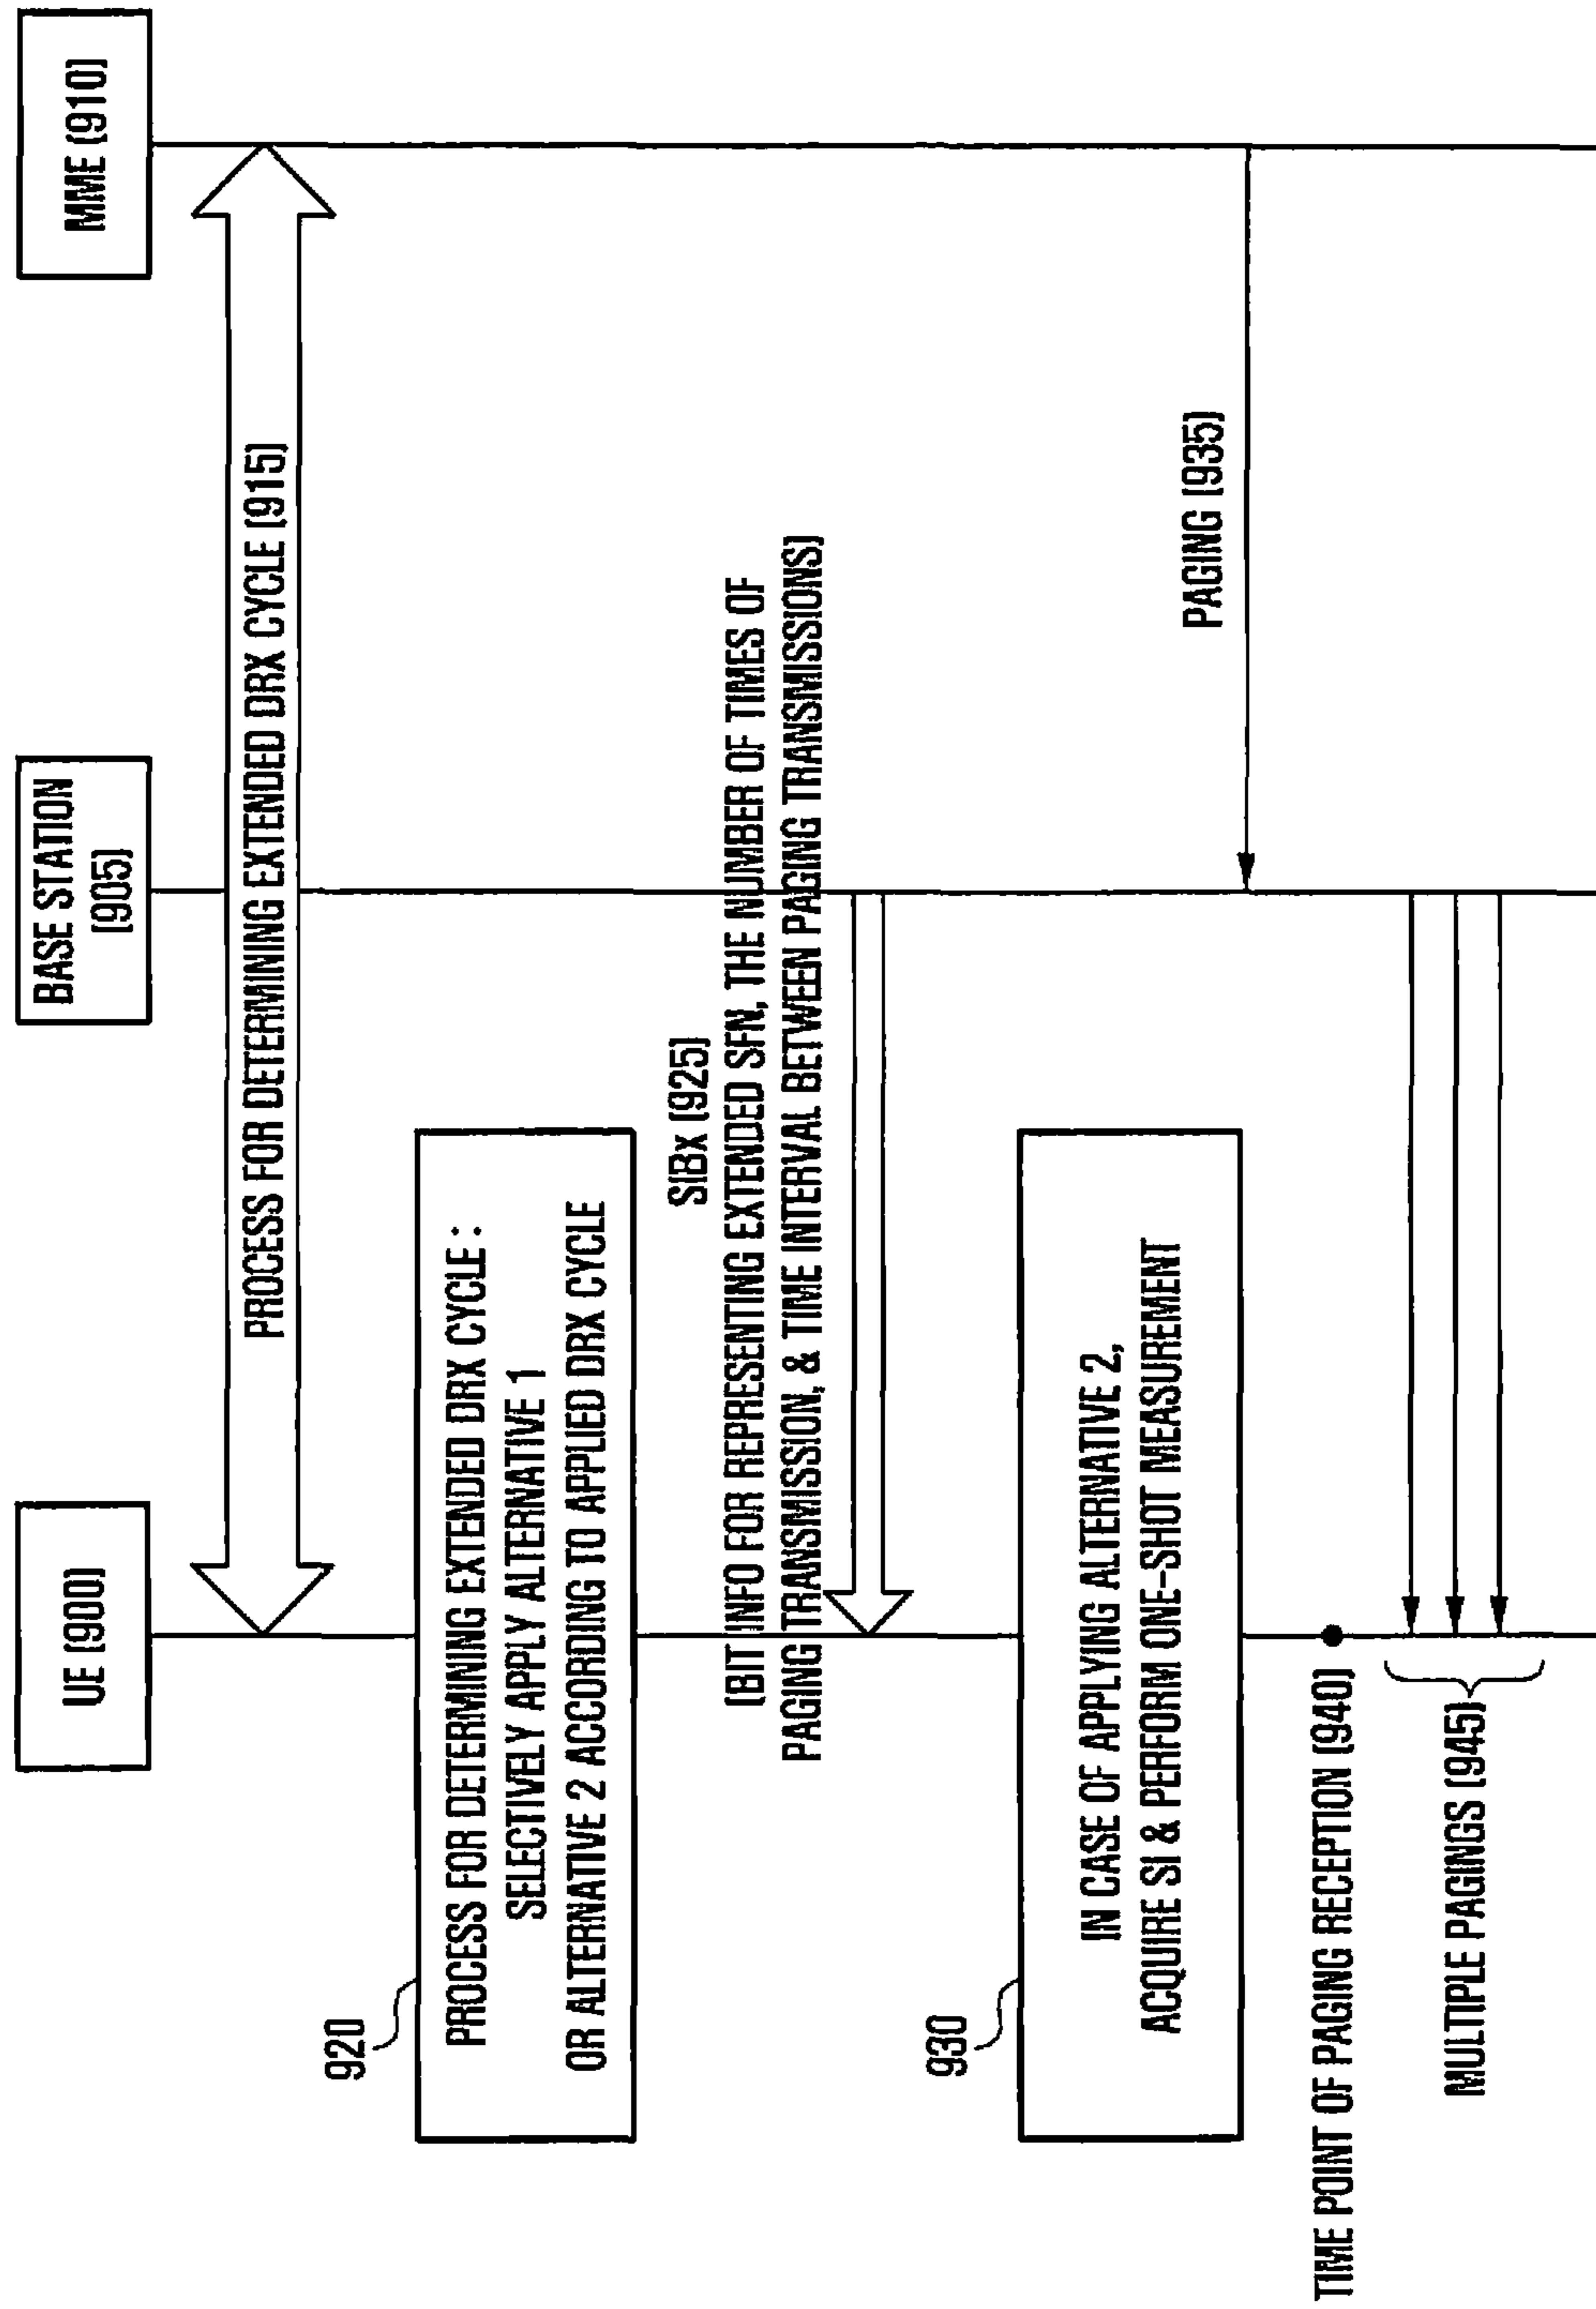 UE (900)
BASE STATION
(905)
MME (910)
PROCESS FOR DETERMINING EXTENDED DRX CYCLE (915)
920
PROCESS FOR DETERMINING EXTENDED DRX CYCLE :
SELECTIVELY APPLY ALTERNATIVE 1
OR ALTERNATIVE 2 ACCORDING TO APPLIED DRX CYCLE
SIBx (925)
(BIT INFO FOR REPRESENTING EXTENDED SFN, THE NUMBER OF TIMES OF
PAGING TRANSMISSION, & TIME INTERVAL BETWEEN PAGING TRANSMISSIONS)
930
IN CASE OF APPLYING ALTERNATIVE 2,
ACQUIRE SI & PERFORM ONE-SHOT MEASUREMENT
PAGING (935)
TIME POINT OF PAGING RECEPTION (940)
MULTIPLE PAGINGS (945)